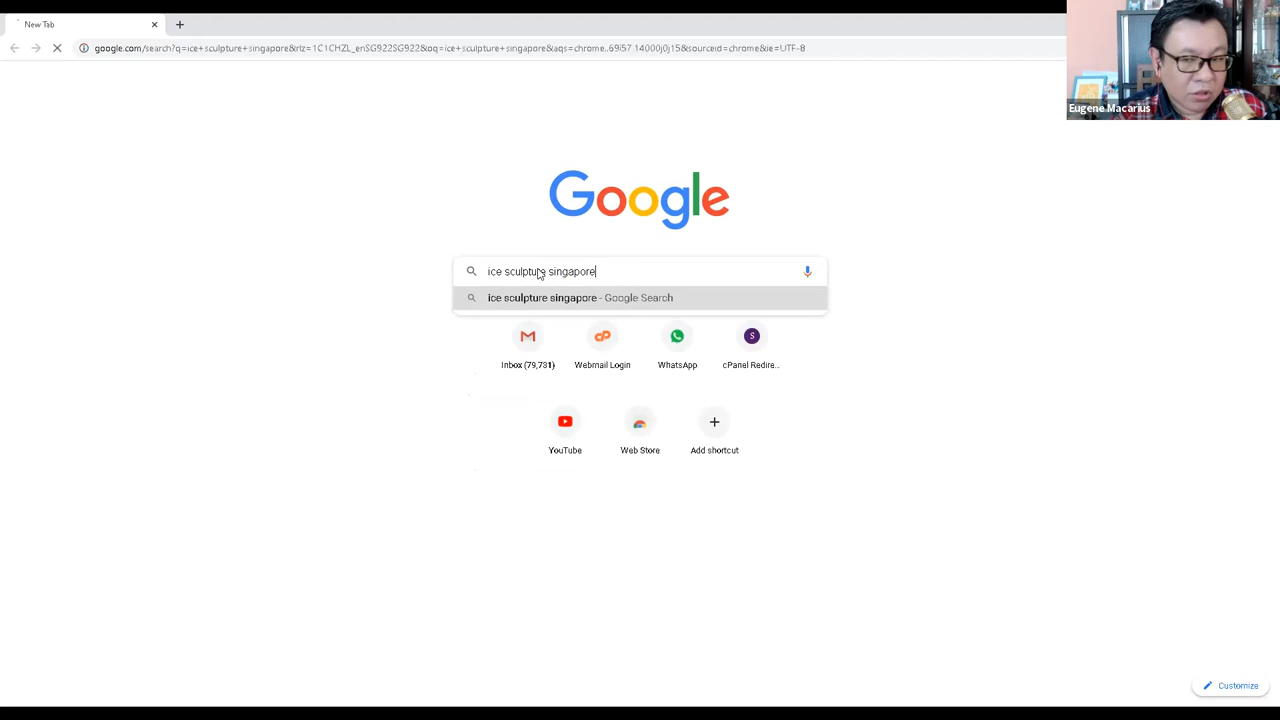 New Tab
google.com/search?q=ice+sculpture+singapore&rlz=1C1CHZL_enSG922SG922&oq=ice+sculpture+singapore&aqs=chrome..69i57.14000j0j15&sourceid=chrome&ie=UTF-8
Eugene Macarius
Google
ice sculpture singapore
ice sculpture singapore - Google Search
Inbox (79,731)
Webmail Login
WhatsApp
S
cPanel Redire...
YouTube
Web Store
Add shortcut
Customize